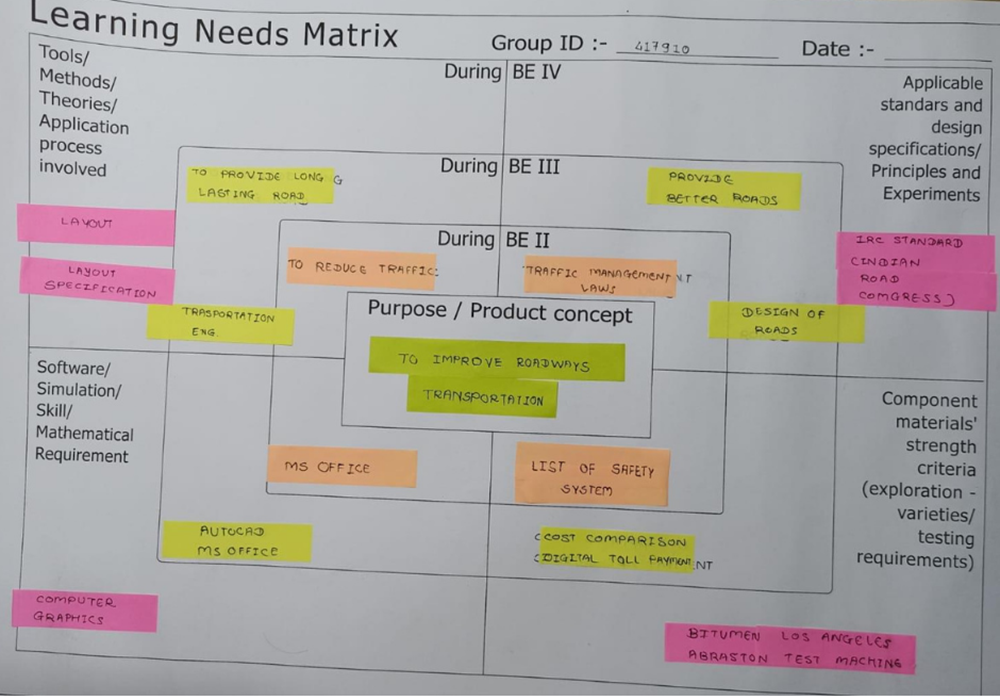 Learning Needs Matrix
Group ID :- 417910
Date :-
Tools/
Methods/
Theories/
Application
process
involved
During BE IV
Applicable
standars and
design
specifications/
Principles and
Experiments
During BE III
TO PROVIDE LONG G
LASTING ROAD
PROVIDE
BETTER ROADS
LAYOUT
LAYOUT
SPECIFICATION
During BE II
IRC STANDARD
CINDIAN
ROAD
COMGRESS)
TO REDUCE TRAFFIC:
TRAFFIC MANAGEMENT NT
LAWS
TRASPORTATION
ENG.
DESIGN OF
ROADS
Purpose / Product concept
TO IMPROVE ROADWAYS
TRANSPORTATION
Software/
Simulation/
Skill/
Mathematical
Requirement
Component
materials'
strength
criteria
(exploration -
varieties/
testing
requirements)
MS OFFICE
LIST OF SAFETY
SYSTEM
AUTOCAD
MS OFFICE
(COST COMPARISON
(DIGITAL TOLL PAYMENT NT
COMPUTER
GRAPHICS
BITUMEN LOS ANGELES
ABRASTON TEST MACHING